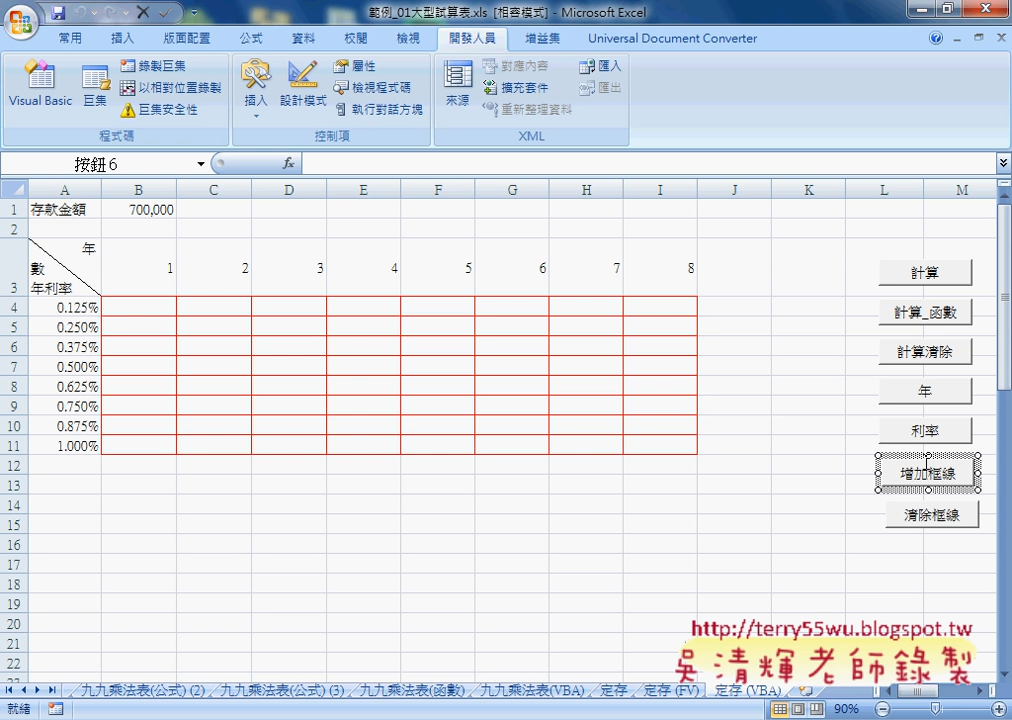 範例_01大型試算表.xls [相容模式] - Microsoft Excel
常用 插入 版面配置 公式 資料 校閱 檢視 開發人員 增益集 Universal Document Converter
Visual Basic 巨集 錄製巨集 以相對位置錄製 巨集安全性 程式碼
插入 設計模式 屬性 檢視程式碼 執行對話方塊 控制項
來源 對應內容 擴充套件 重新整理資料 匯入 匯出 XML
按鈕 6 fx
A B C D E F G H I J K L M
1 存款金額 700,000
2
年
數 1 2 3 4 5 6 7 8 計算
3 年利率
4 0.125% 計算_函數
5 0.250%
6 0.375% 計算清除
7 0.500%
8 0.625% 年
9 0.750%
10 0.875% 利率
11 1.000%
12 增加框線
13
14 清除框線
15
16
17
18
19
20
21
22
http://terry55wu.blogspot.tw
吳清輝老師錄製
九九乘法表(公式) (2) 九九乘法表(公式) (3) 九九乘法表(函數) 九九乘法表(VBA) 定存 定存 (FV) 定存 (VBA)
就緒 90%